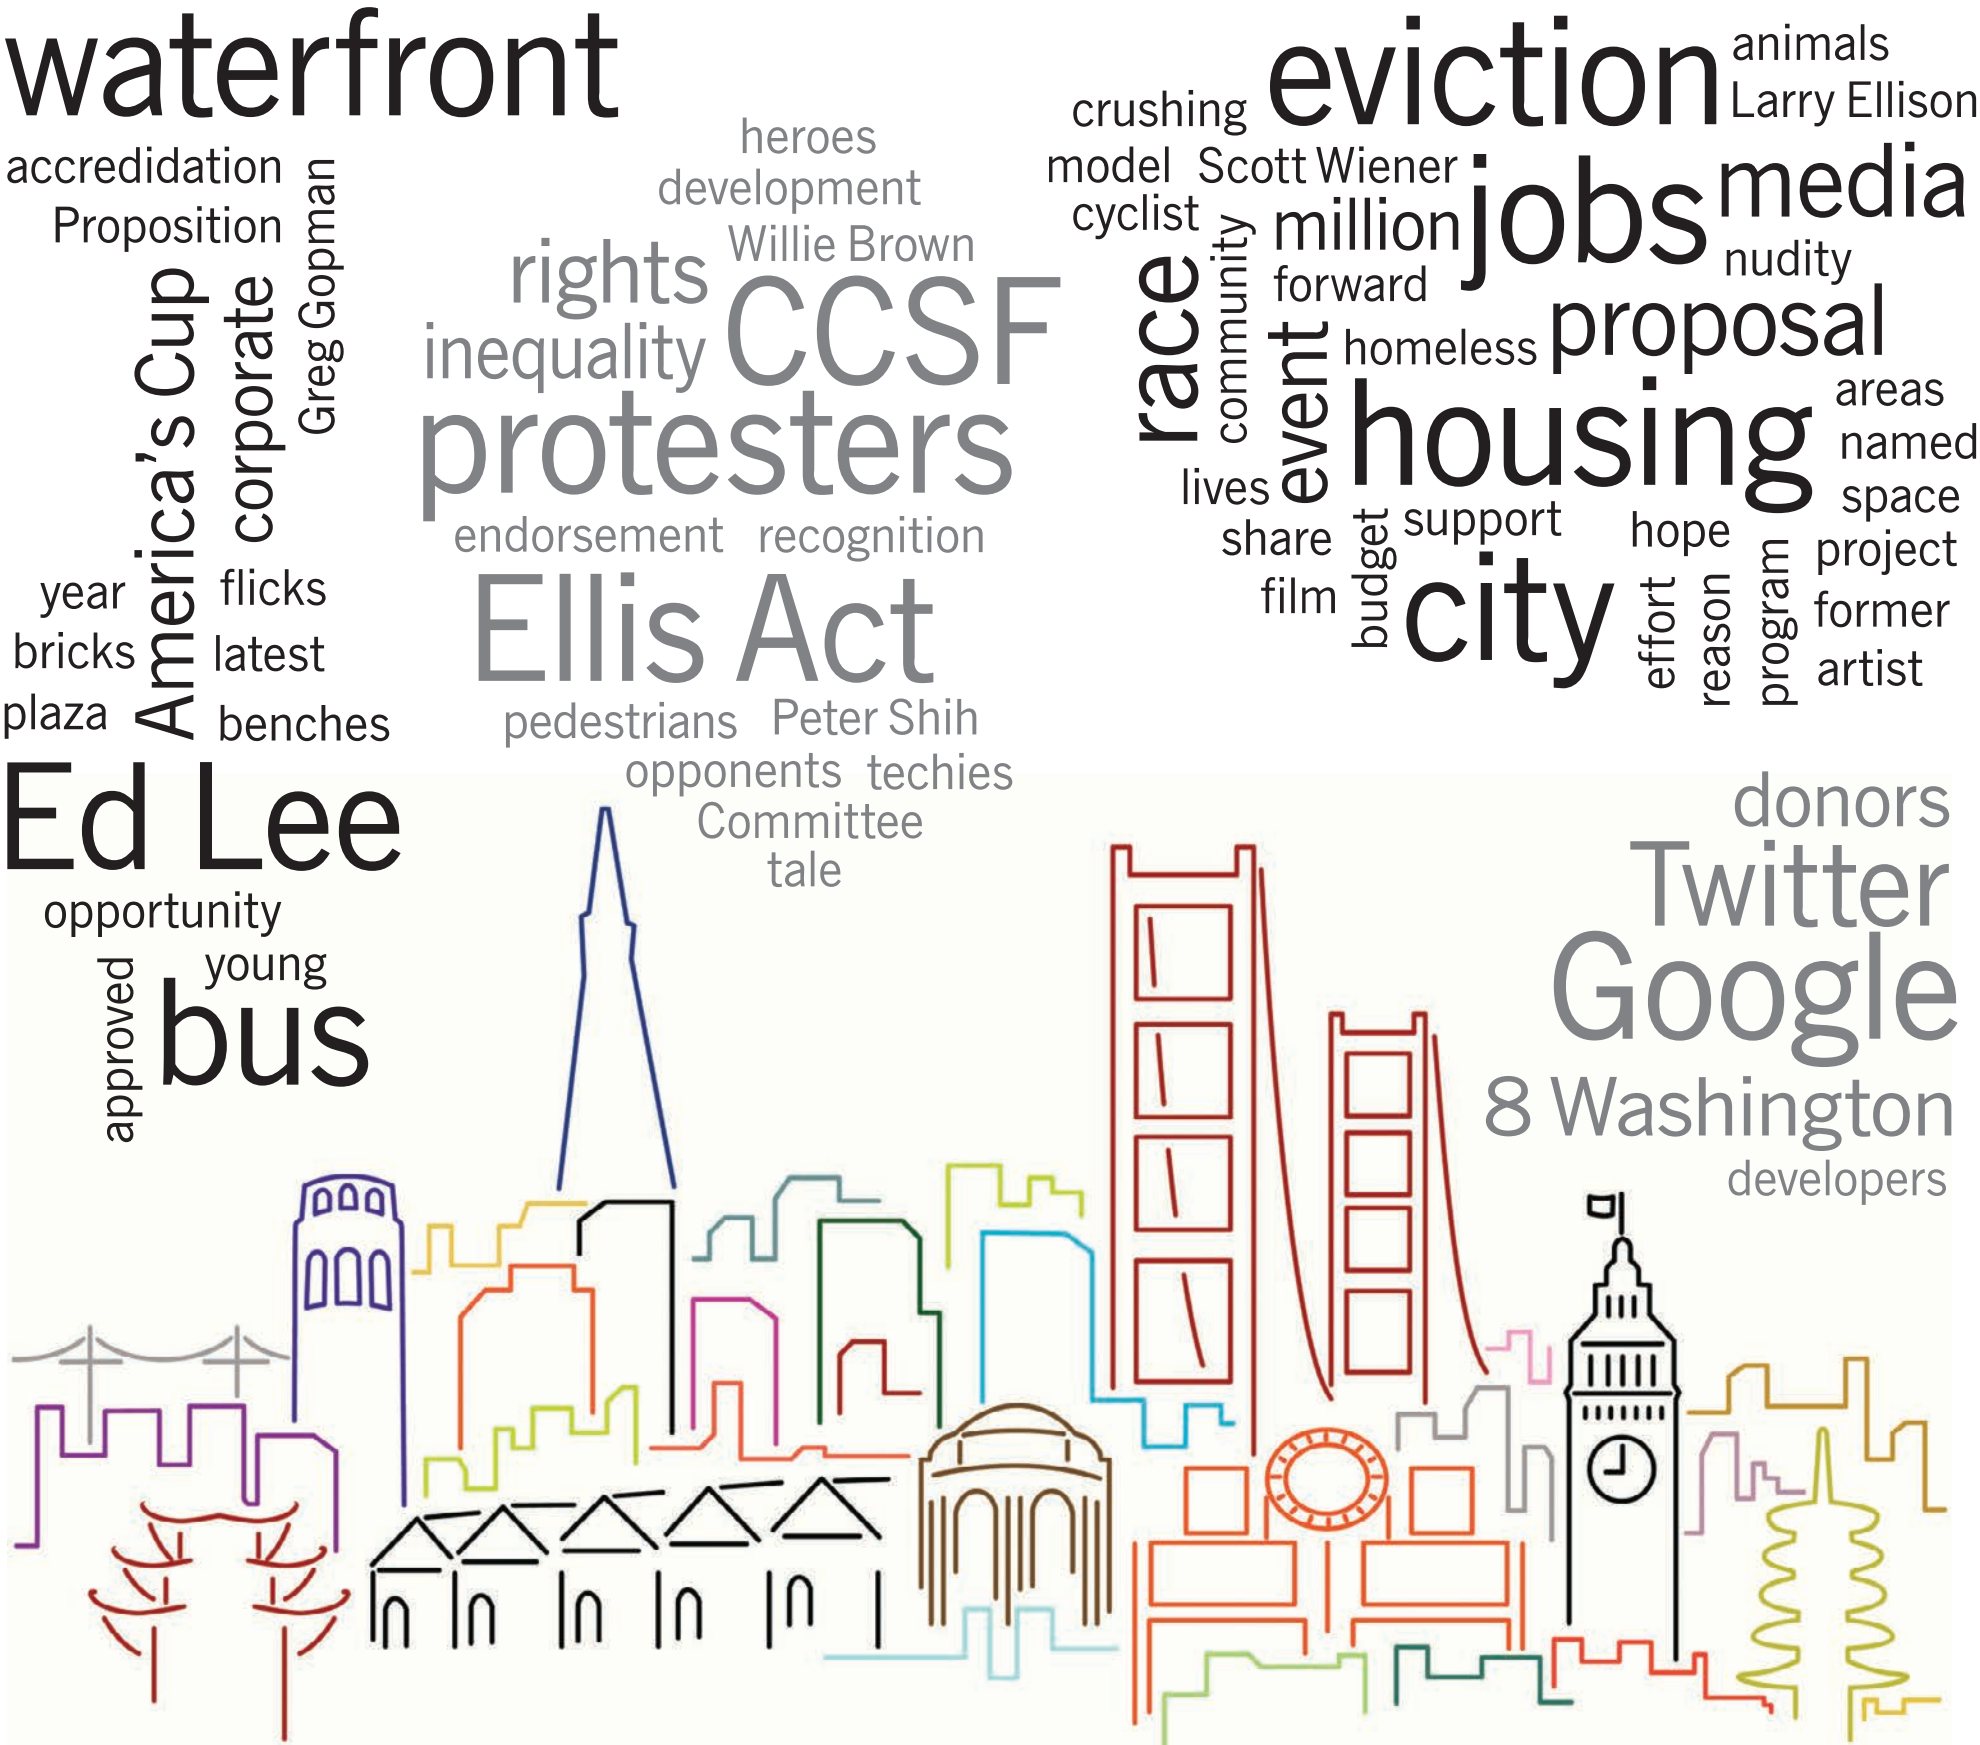 waterfront
accredidation
Proposition
Greg Gopman
America's Cup
corporate
year
flicks
bricks
latest
plaza
benches
Ed Lee
opportunity
young
approved
bus
heroes
development
Willie Brown
rights
CCSF
inequality
protesters
endorsement recognition
Ellis Act
pedestrians Peter Shih
opponents techies
Committee
tale
eviction
animals
Larry Ellison
crushing
model Scott Wiener
jobs
media
cyclist
million
nudity
race
community
forward
event
homeless
proposal
housing
areas
named
space
lives
share
film
budget
support
city
hope
effort
reason
program
project
former
artist
donors
Twitter
Google
8 Washington
developers